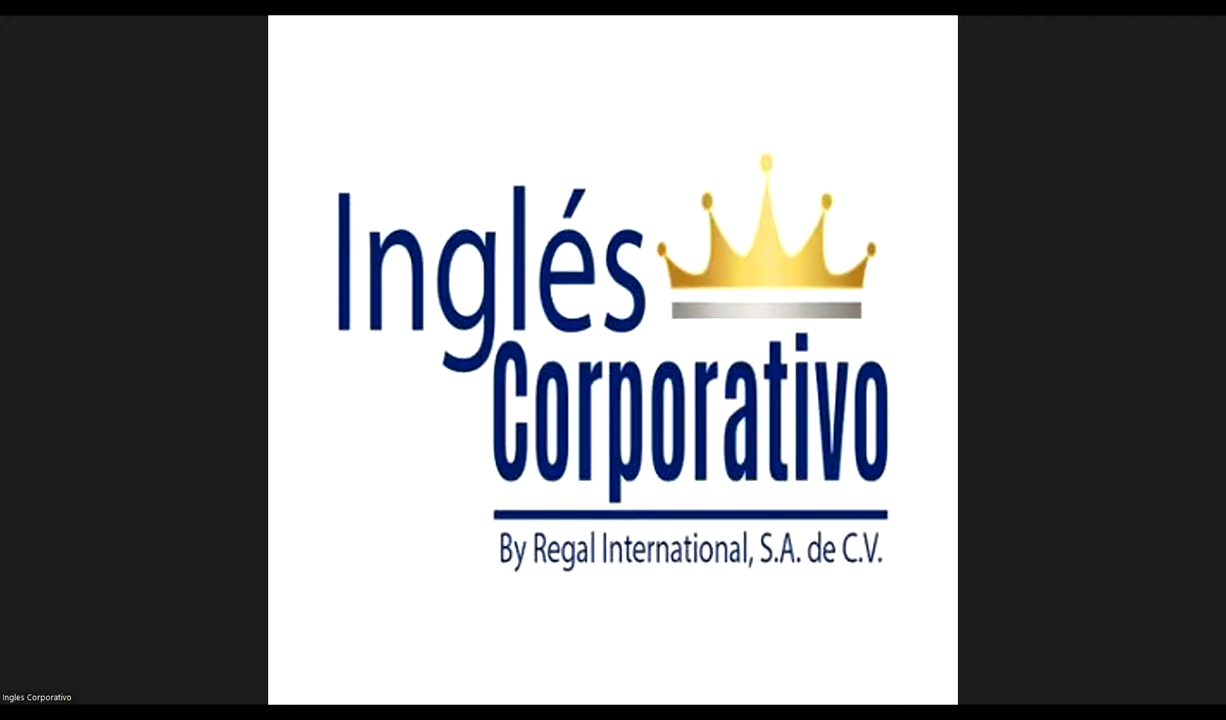 Inglés
Corporativo
By Regal International, S.A. de C.V.
Ingles Corporativo